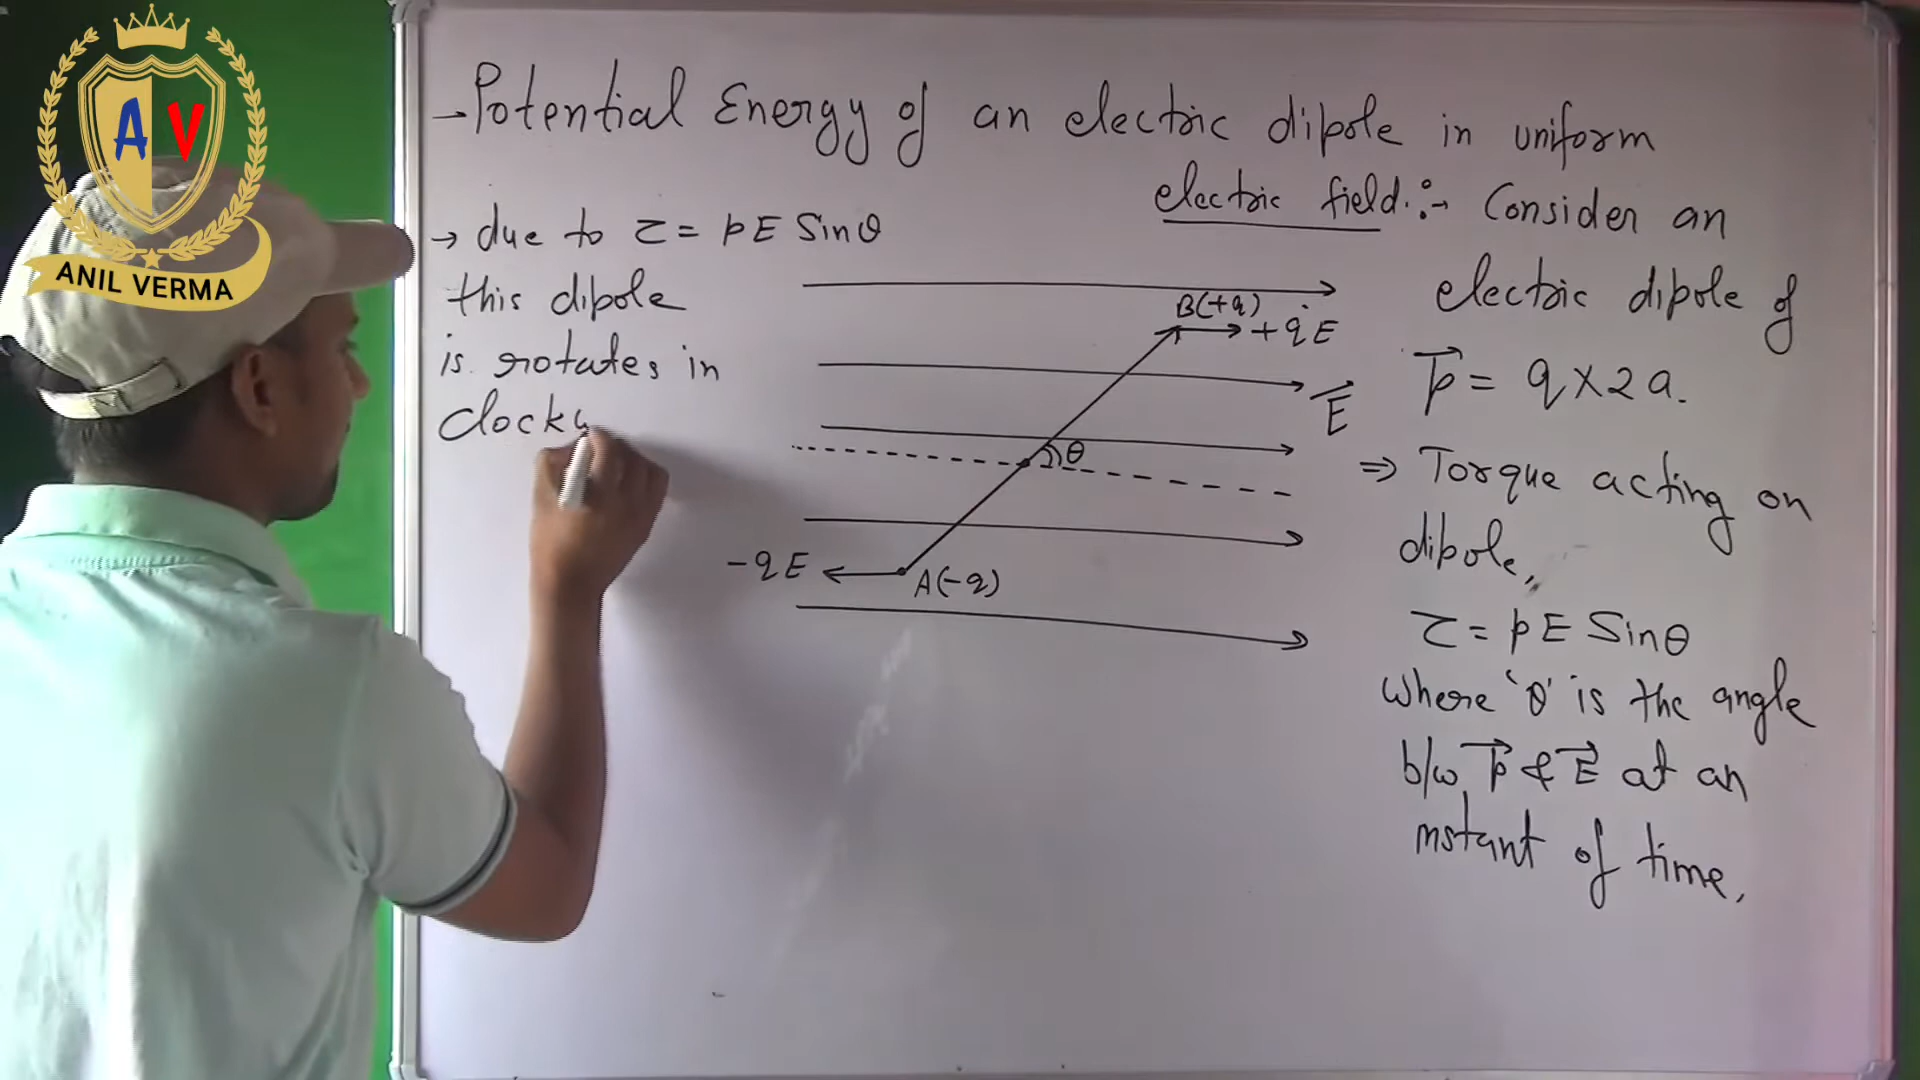 A V
ANIL VERMA
→ Potential Energy of an electric dipole in uniform
electric field :- Consider an
electric dipole of
p⃗ = q × 2a.
⇒ Torque acting on
dipole,
τ = pE Sinθ
where 'θ' is the angle
b/w p⃗ & E⃗ at an
instant of time,
→ due to τ = pE Sinθ
this dipole
is rotates in
B(+q)
+qE
E⃗
θ
-qE
A(-q)